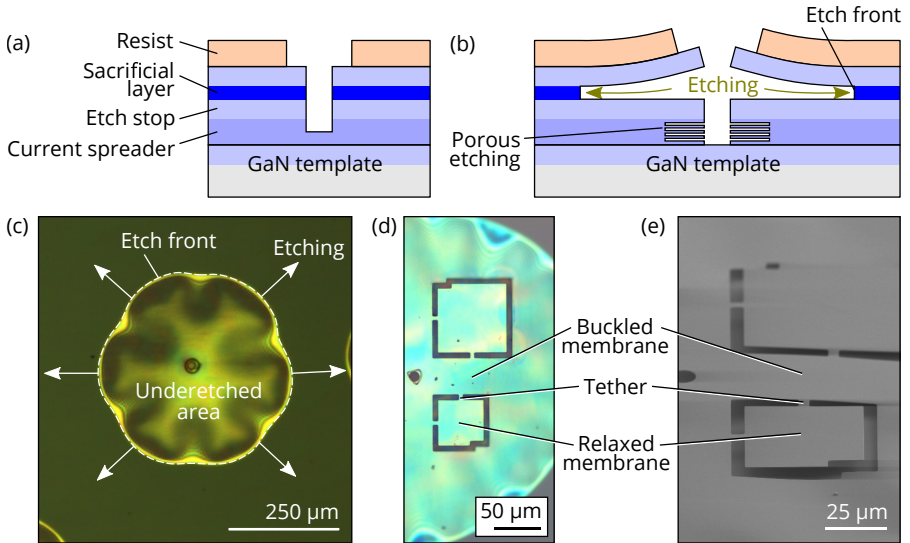 (a)
Resist
Sacrificial
layer
Etch stop
Current spreader
GaN template
(b)
Etch front
Etching
Porous
etching
GaN template
(c)
Etch front
Etching
Underetched
area
250 µm
(d)
Buckled
membrane
Tether
Relaxed
membrane
50 µm
(e)
25 µm